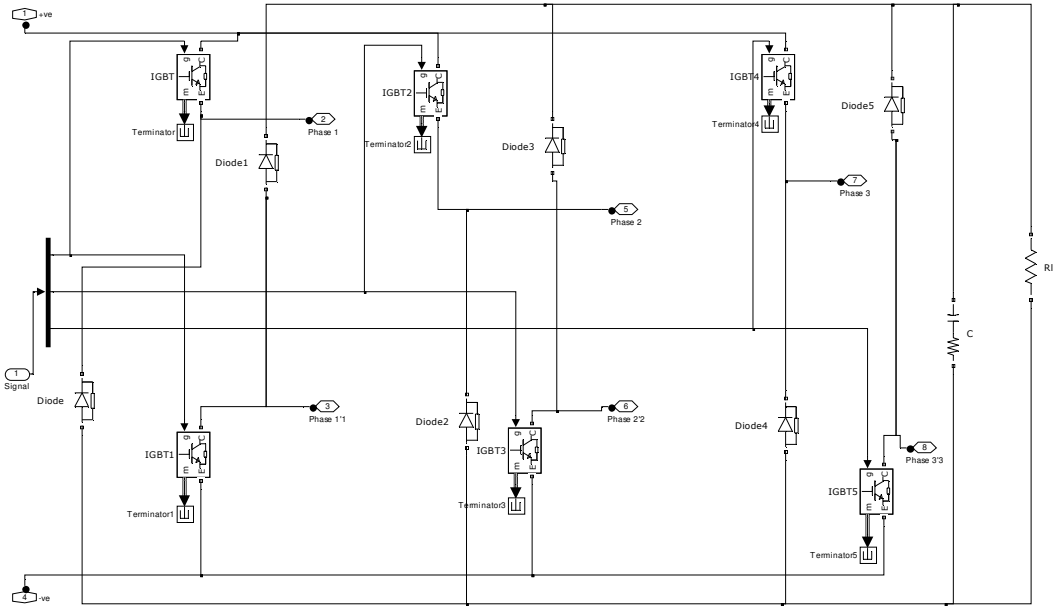 1 +ve
g C
IGBT
m E
Terminator
2
Phase 1
g C
IGBT2
m E
Terminator2
Diode1
Diode3
g C
IGBT4
m E
Terminator4
Diode5
7
Phase 3
5
Phase 2
Rl
C
1
Signal
Diode
3
Phase 1'1
6
Phase 2'2
Diode2
Diode4
g C
IGBT1
m E
Terminator1
g C
IGBT3
m E
Terminator3
8
Phase 3'3
g C
IGBT5
m E
Terminator5
4 -ve